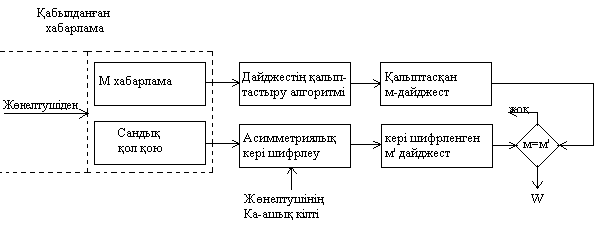 Қабылданған
хабарлама
М хабарлама
Дайджестің қалып-
тастыру алгоритмі
Қалыптасқан
м-дайджест
Жөнелтушіден
жоқ
Сандық
қол қою
Асимметриялық
кері шифрлеу
кері шифрленген
м' дайджест
м=м'
Жөнелтушінің
Ка-ашық кілті
W